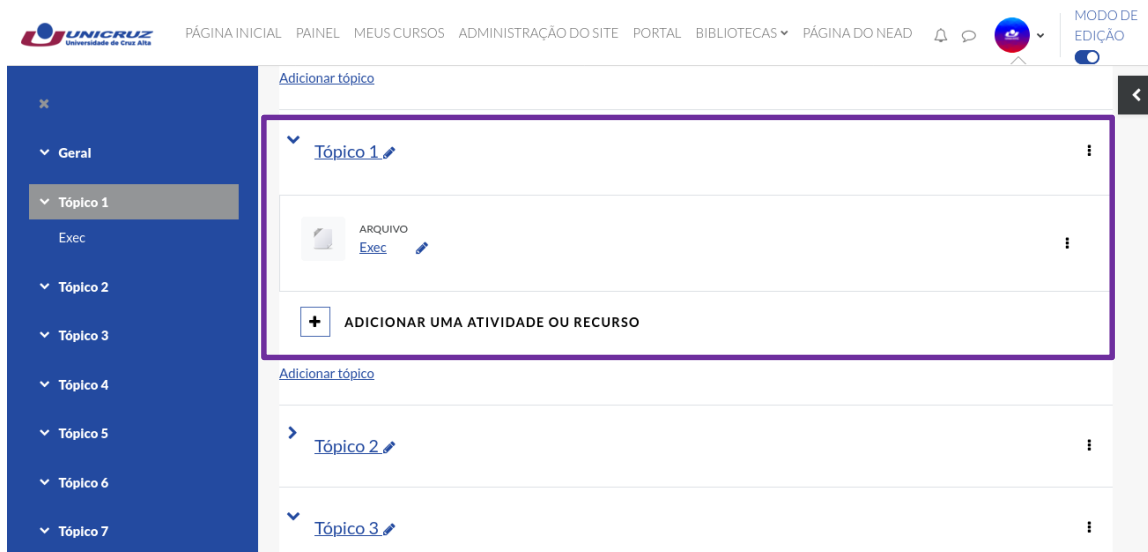 UNICRUZ
Universidade de Cruz Alta
PÁGINA INICIAL PAINEL MEUS CURSOS ADMINISTRAÇÃO DO SITE PORTAL BIBLIOTECAS PÁGINA DO NEAD
MODO DE
EDIÇÃO
Geral
Tópico 1
Exec
Tópico 2
Tópico 3
Tópico 4
Tópico 5
Tópico 6
Tópico 7
Adicionar tópico
Tópico 1
ARQUIVO
Exec
ADICIONAR UMA ATIVIDADE OU RECURSO
Adicionar tópico
Tópico 2
Tópico 3